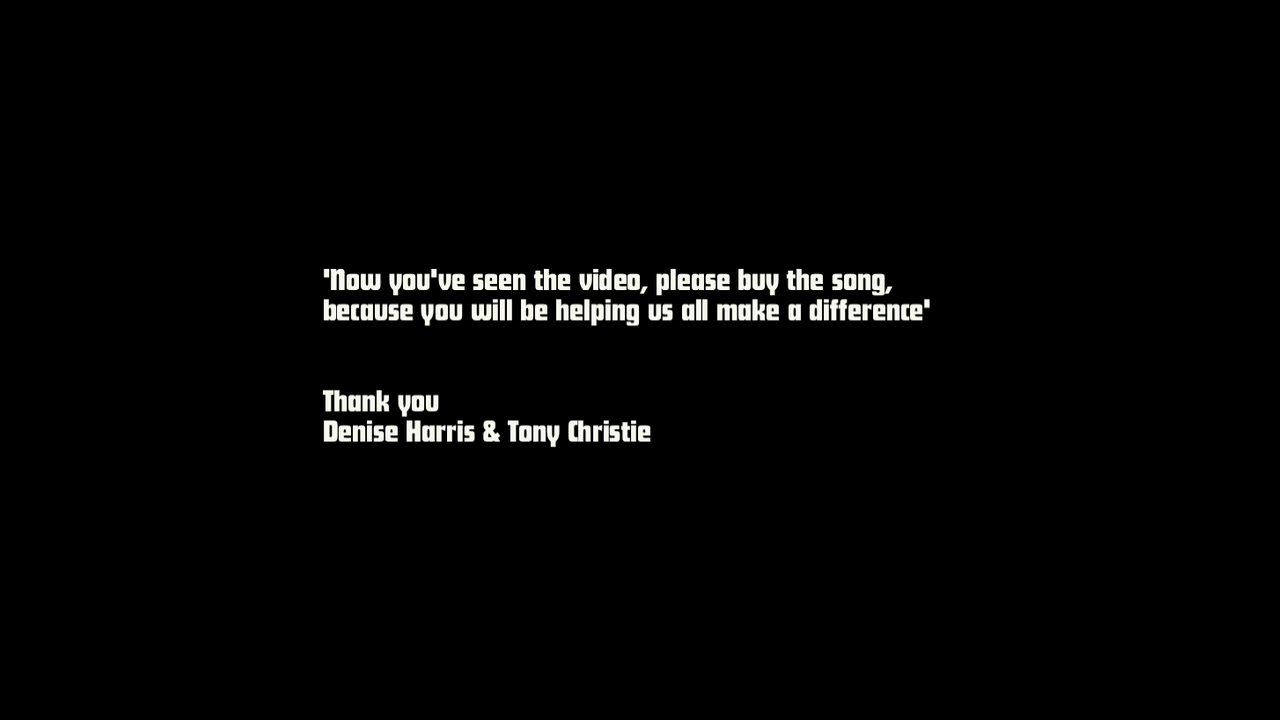 'Now you've seen the video, please buy the song,
because you will be helping us all make a difference'
Thank you
Denise Harris & Tony Christie